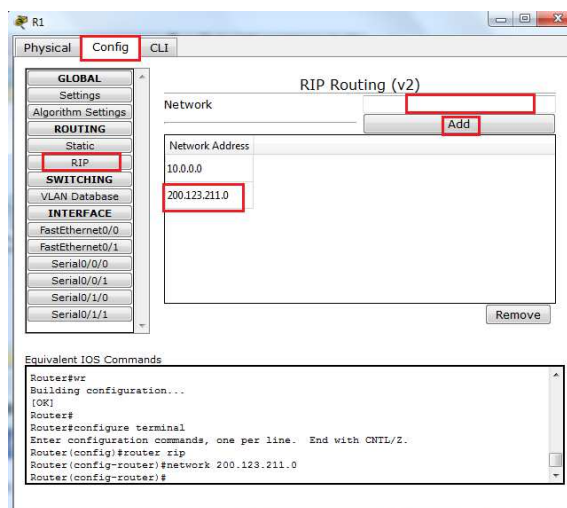 R1
Physical Config CLI
GLOBAL
Settings
Algorithm Settings
ROUTING
Static
RIP
SWITCHING
VLAN Database
INTERFACE
FastEthernet0/0
FastEthernet0/1
Serial0/0/0
Serial0/0/1
Serial0/1/0
Serial0/1/1
RIP Routing (v2)
Network
Add
Network Address
10.0.0.0
200.123.211.0
Remove
Equivalent IOS Commands
Router#wr
Building configuration...
[OK]
Router#
Router#configure terminal
Enter configuration commands, one per line. End with CNTL/Z.
Router(config)#router rip
Router(config-router)#network 200.123.211.0
Router(config-router)#